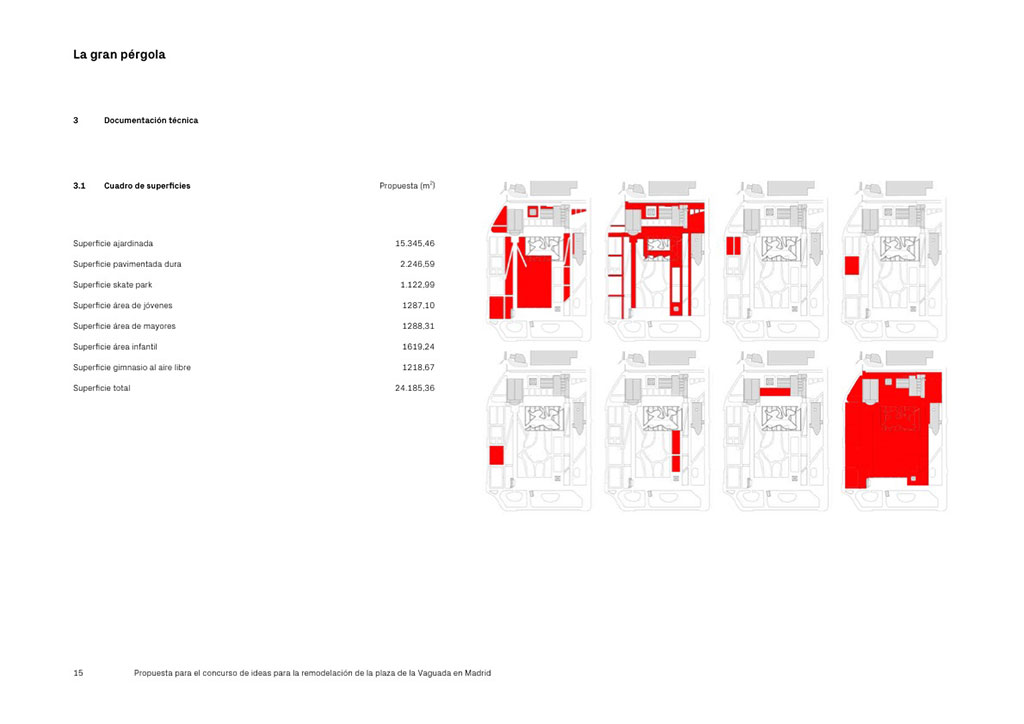 La gran pérgola
3 Documentación técnica
3.1 Cuadro de superficies Propuesta (m²)
Superficie ajardinada 15.345,46
Superficie pavimentada dura 2.246,59
Superficie skate park 1.122,99
Superficie área de jóvenes 1287,10
Superficie área de mayores 1288,31
Superficie área infantil 1619,24
Superficie gimnasio al aire libre 1218,67
Superficie total 24.185,36
15 Propuesta para el concurso de ideas para la remodelación de la plaza de la Vaguada en Madrid